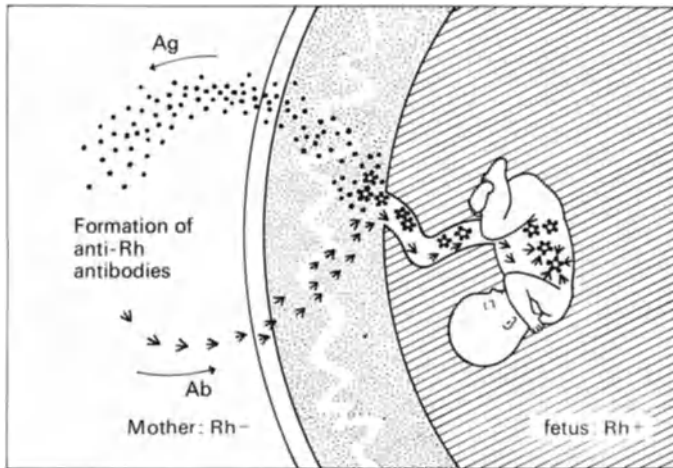 Ag
Formation of
anti-Rh
antibodies
Ab
Mother: Rh−
fetus: Rh+